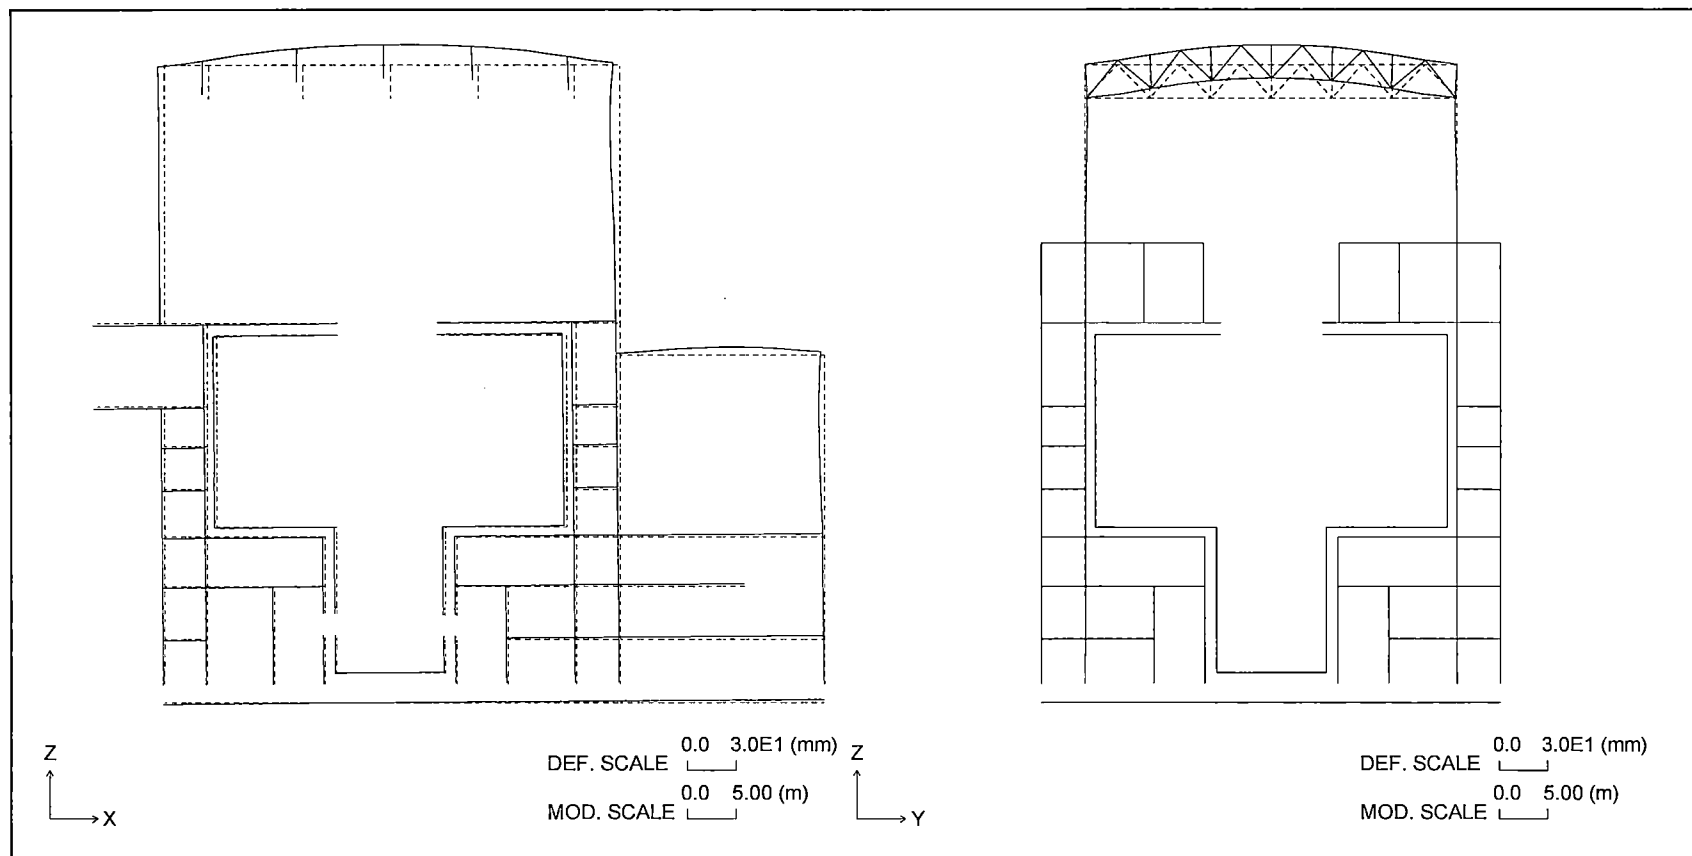 Z
X
0.0 3.0E1 (mm)
DEF. SCALE
0.0 5.00 (m)
MOD. SCALE
Z
Y
0.0 3.0E1 (mm)
DEF. SCALE
0.0 5.00 (m)
MOD. SCALE